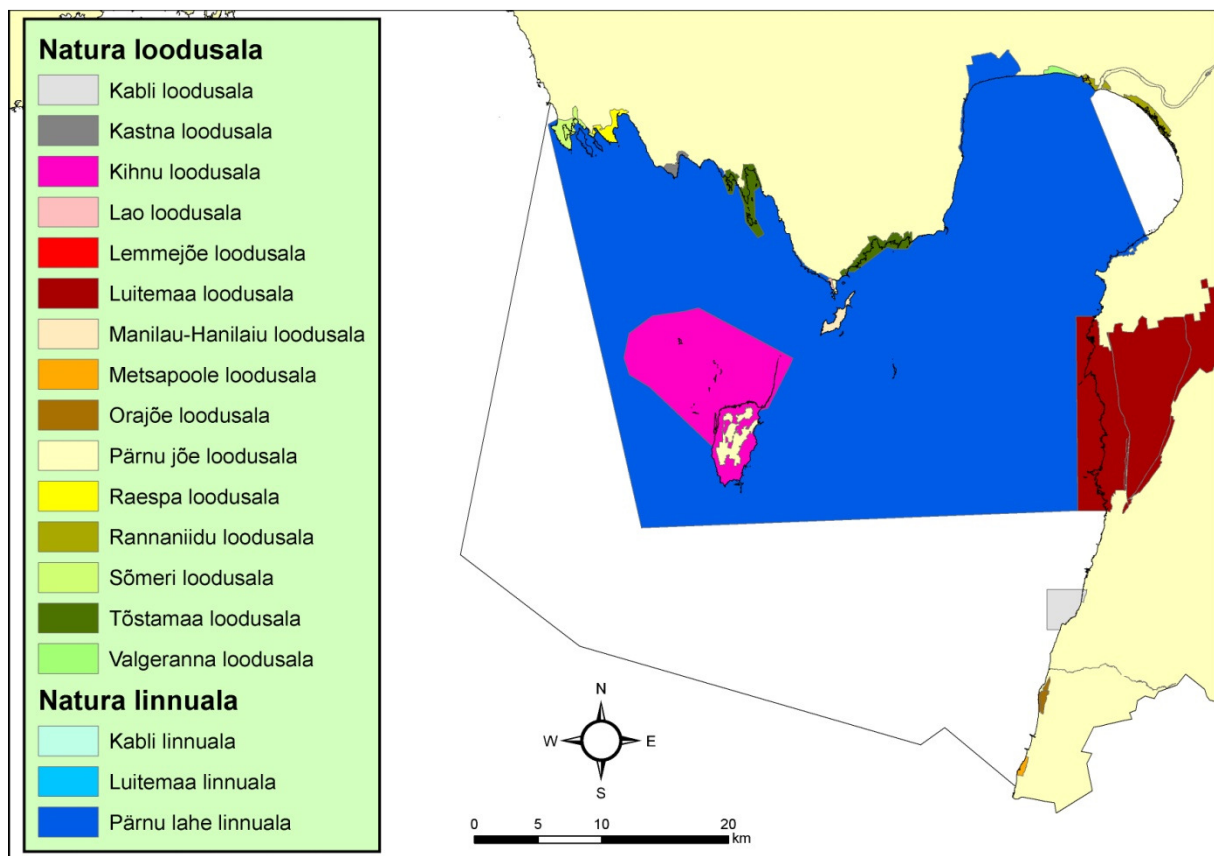 Natura loodusala
Kabli loodusala
Kastna loodusala
Kihnu loodusala
Lao loodusala
Lemmejõe loodusala
Luitemaa loodusala
Manilau-Hanilaiu loodusala
Metsapoole loodusala
Orajõe loodusala
Pärnu jõe loodusala
Raespa loodusala
Rannaniidu loodusala
Sõmeri loodusala
Tõstamaa loodusala
Valgeranna loodusala
Natura linnuala
Kabli linnuala
Luitemaa linnuala
Pärnu lahe linnuala
N
W E
S
0 5 10 20
km